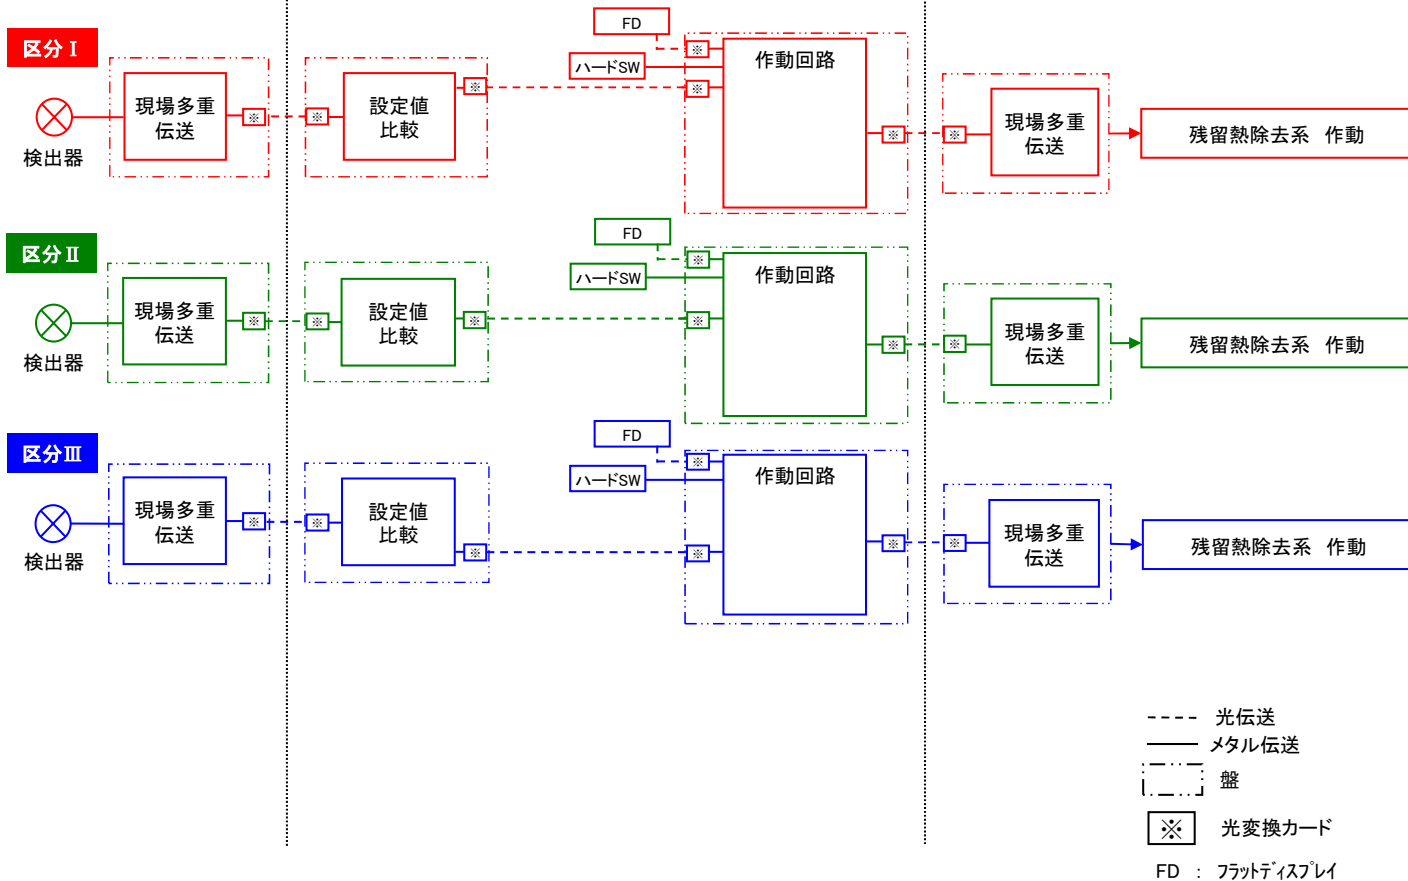 区分Ⅰ
FD
ハードSW
※
※
作動回路
現場多重
伝送
※
※
設定値
比較
※
※
※
現場多重
伝送
残留熱除去系 作動
検出器
区分Ⅱ
FD
ハードSW
※
※
作動回路
現場多重
伝送
※
※
設定値
比較
※
※
※
現場多重
伝送
残留熱除去系 作動
検出器
区分Ⅲ
FD
ハードSW
※
※
作動回路
現場多重
伝送
※
※
設定値
比較
※
※
※
現場多重
伝送
残留熱除去系 作動
検出器
光伝送
メタル伝送
盤
※ 光変換カード
FD : フラットディスプレイ